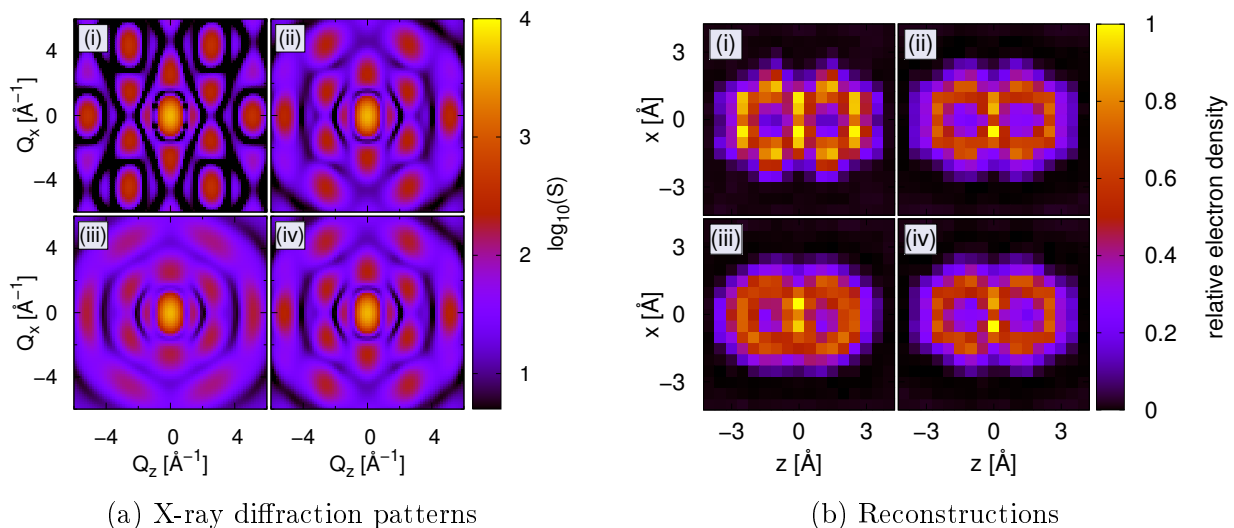 (i) (ii)
(iii) (iv)
4
0
−4
4
0
−4
Qx [Å−1]
Qx [Å−1]
−4 0 4 −4 0 4
Qz [Å−1] Qz [Å−1]
4
3
2
1
log10(S)
(a) X-ray diffraction patterns
(i) (ii)
(iii) (iv)
3
0
−3
3
0
−3
x [Å]
x [Å]
−3 0 3 −3 0 3
z [Å] z [Å]
1
0.8
0.6
0.4
0.2
0
relative electron density
(b) Reconstructions